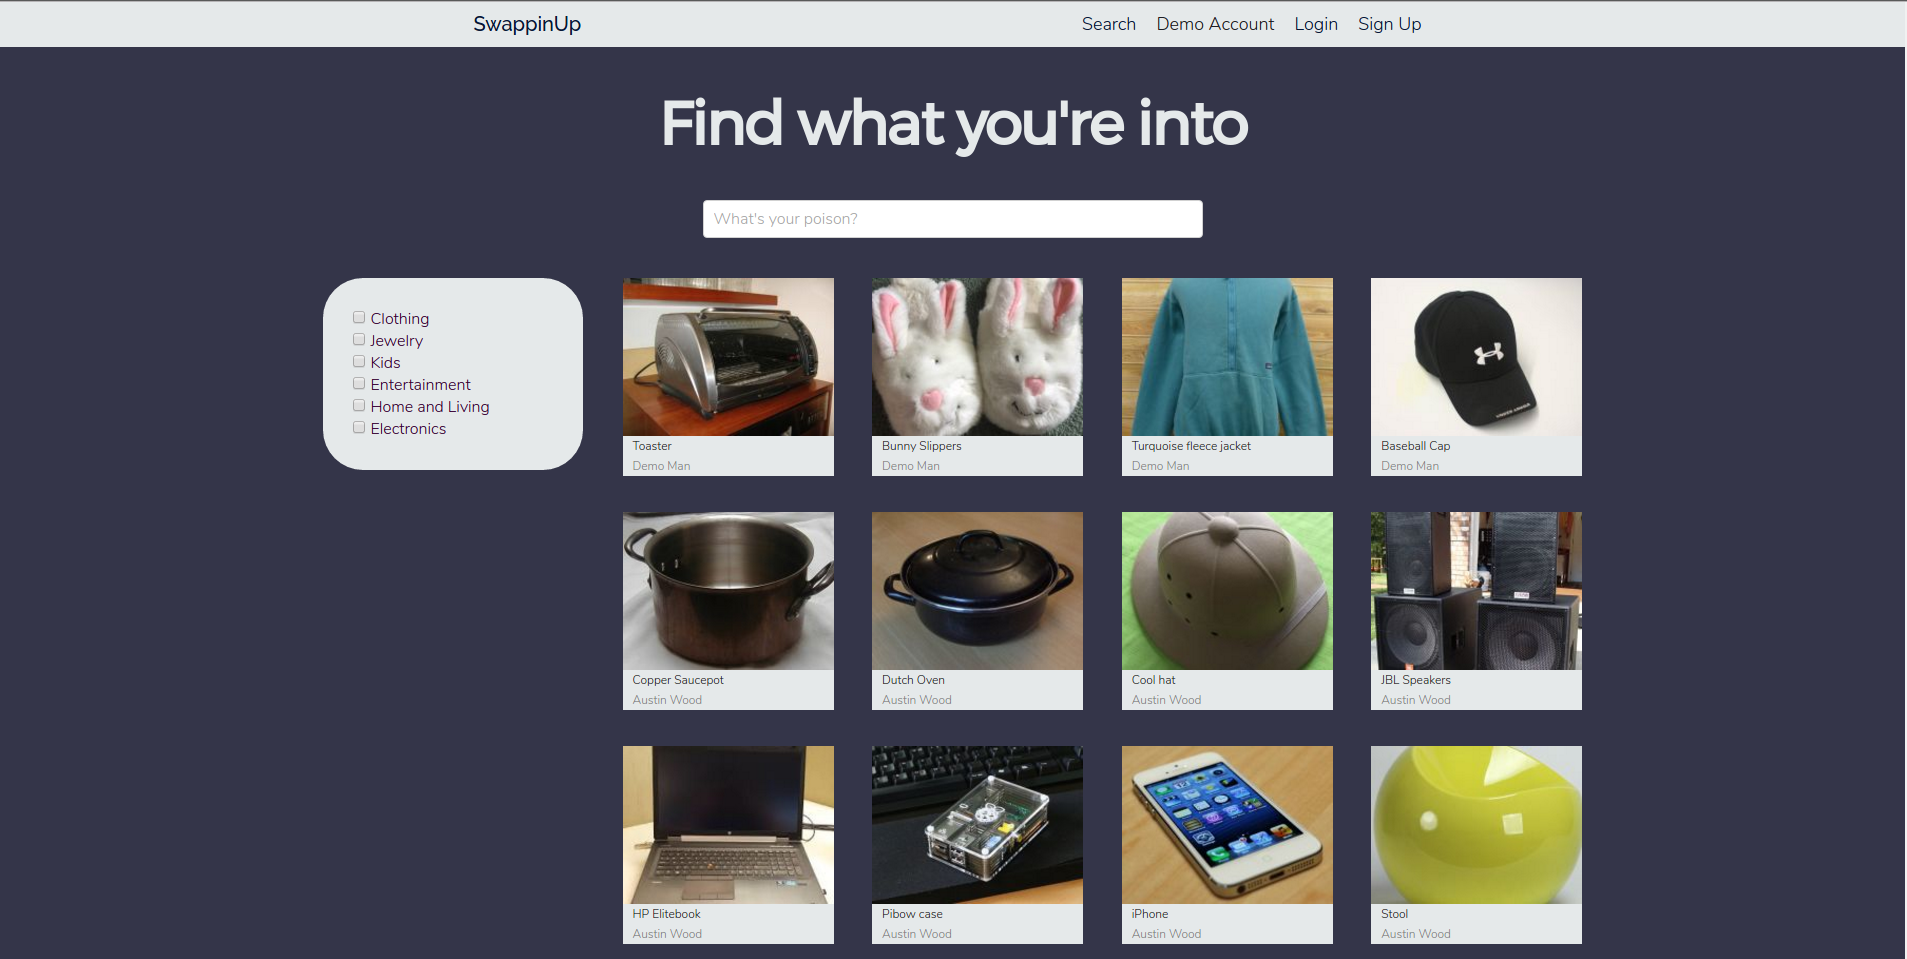 SwappinUp
Search Demo Account Login Sign Up
Find what you're into
What's your poison?
Clothing
Jewelry
Kids
Entertainment
Home and Living
Electronics
Toaster
Demo Man
Bunny Slippers
Demo Man
Turquoise fleece jacket
Demo Man
Baseball Cap
Demo Man
UNDER ARMOUR
Copper Saucepot
Austin Wood
Dutch Oven
Austin Wood
Cool hat
Austin Wood
JBL Speakers
Austin Wood
HP Elitebook
Austin Wood
Pibow case
Austin Wood
iPhone
Austin Wood
Stool
Austin Wood